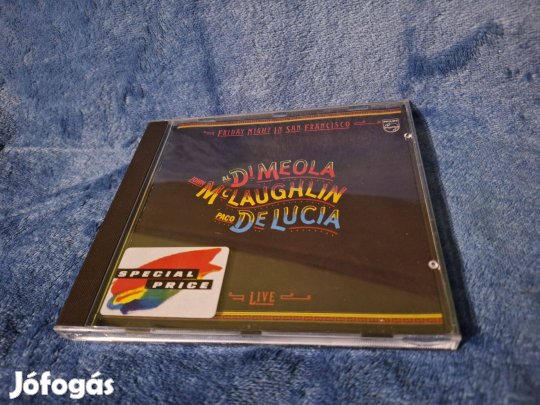 FRIDAY NIGHT IN SAN FRANCISCO
PHILIPS
AL DI MEOLA
JOHN McLAUGHLIN
PACO DE LUCIA
SPECIAL
PRICE
LIVE
Jófogás